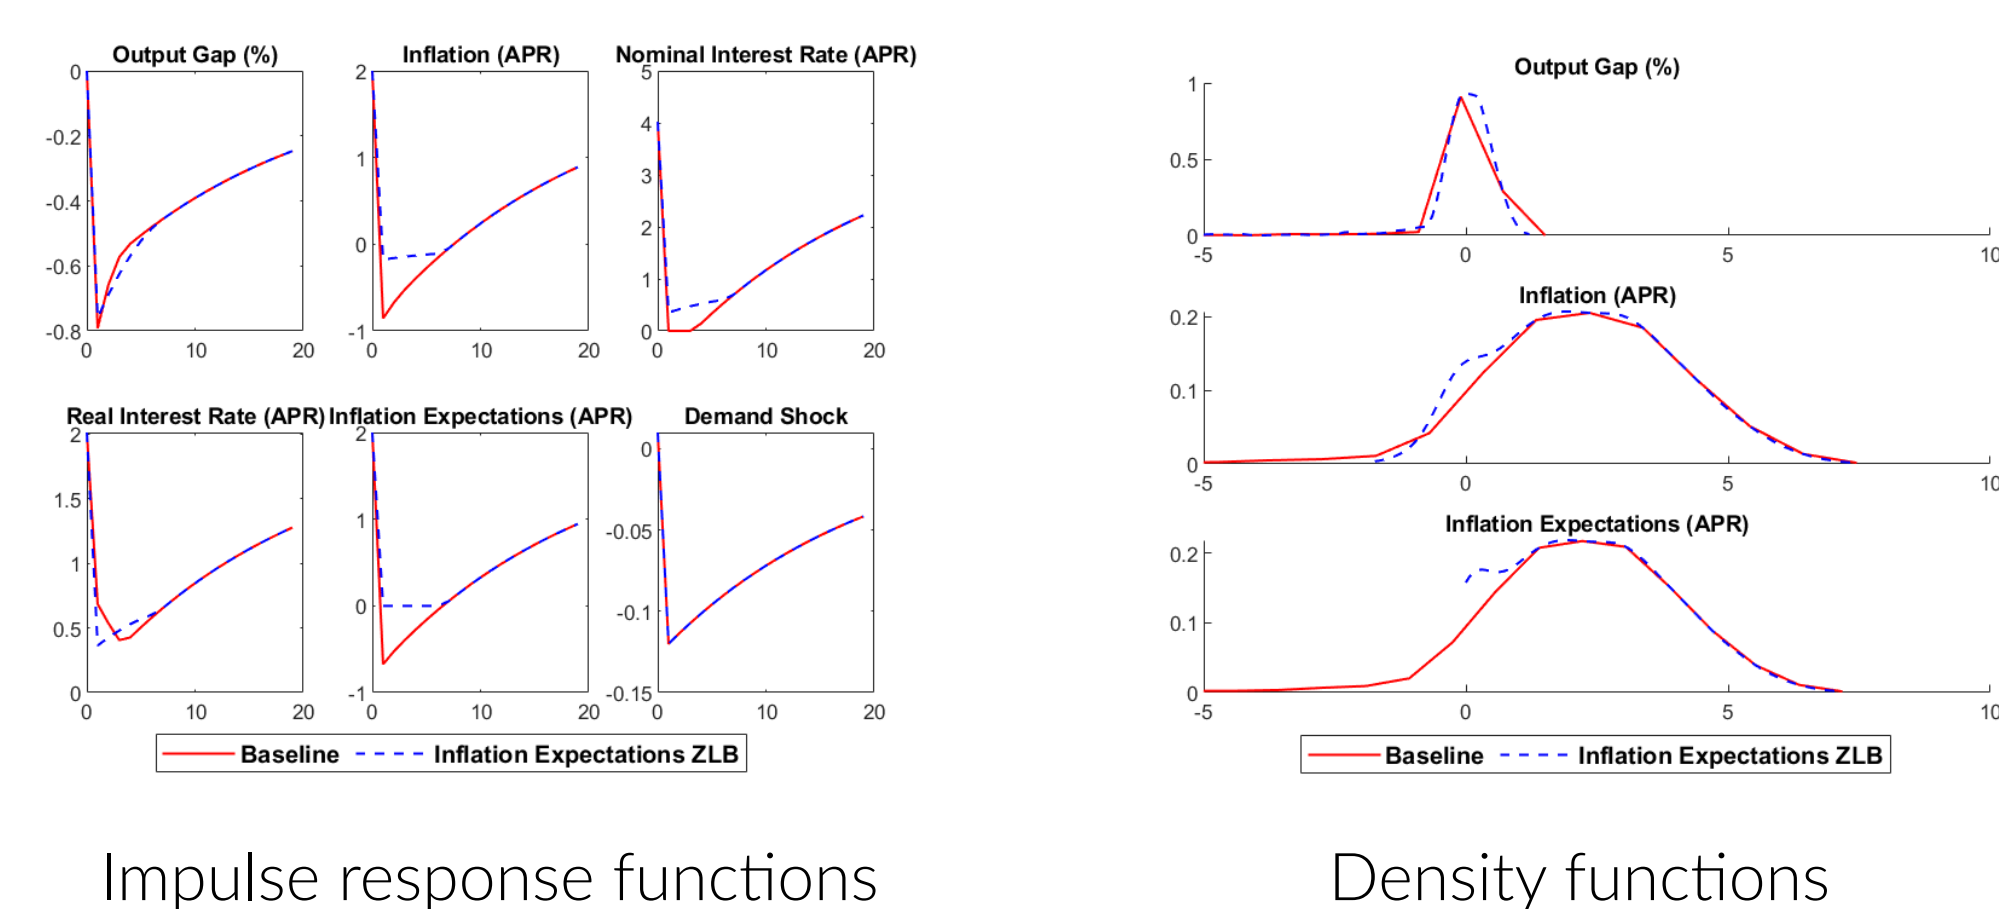 Output Gap (%)
0
-0.2
-0.4
-0.6
-0.8
0 10 20
Inflation (APR)
2
1
0
-1
0 10 20
Nominal Interest Rate (APR)
5
4
3
2
1
0
0 10 20
Real Interest Rate (APR)
2
1.5
1
0.5
0
0 10 20
Inflation Expectations (APR)
2
1
0
-1
0 10 20
Demand Shock
0
-0.05
-0.1
-0.15
0 10 20
Baseline Inflation Expectations ZLB
Impulse response functions
Output Gap (%)
1
0.5
0
-5 0 5 10
Inflation (APR)
0.2
0.1
0
-5 0 5 10
Inflation Expectations (APR)
0.2
0.1
0
-5 0 5 10
Baseline Inflation Expectations ZLB
Density functions